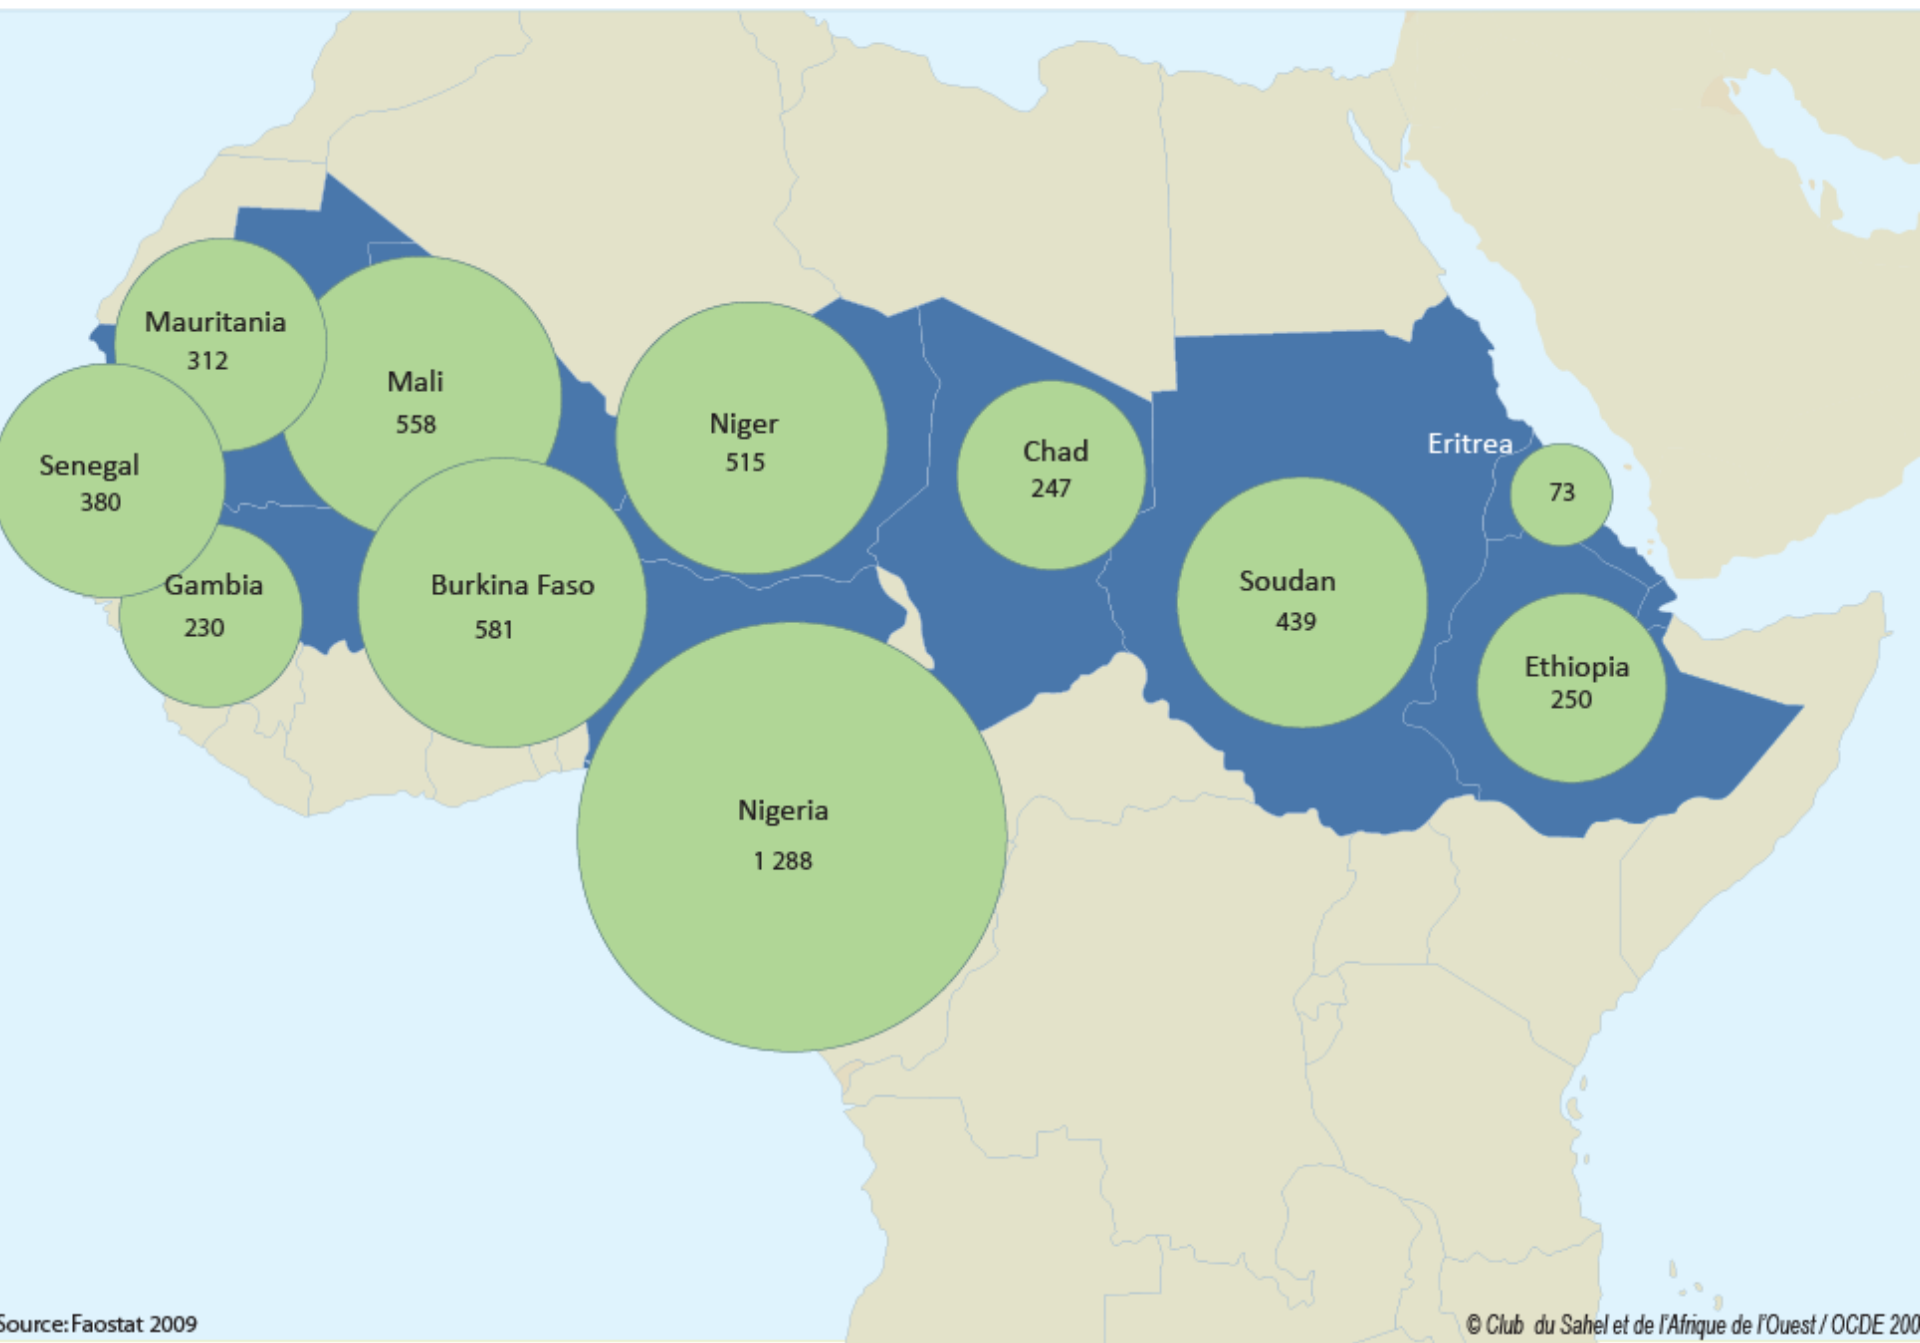 Mauritania
312
Mali
558
Niger
515
Chad
247
Eritrea
73
Senegal
380
Gambia
230
Burkina Faso
581
Soudan
439
Ethiopia
250
Nigeria
1 288
Source: Faostat 2009
© Club du Sahel et de l'Afrique de l'Ouest / OCDE 200